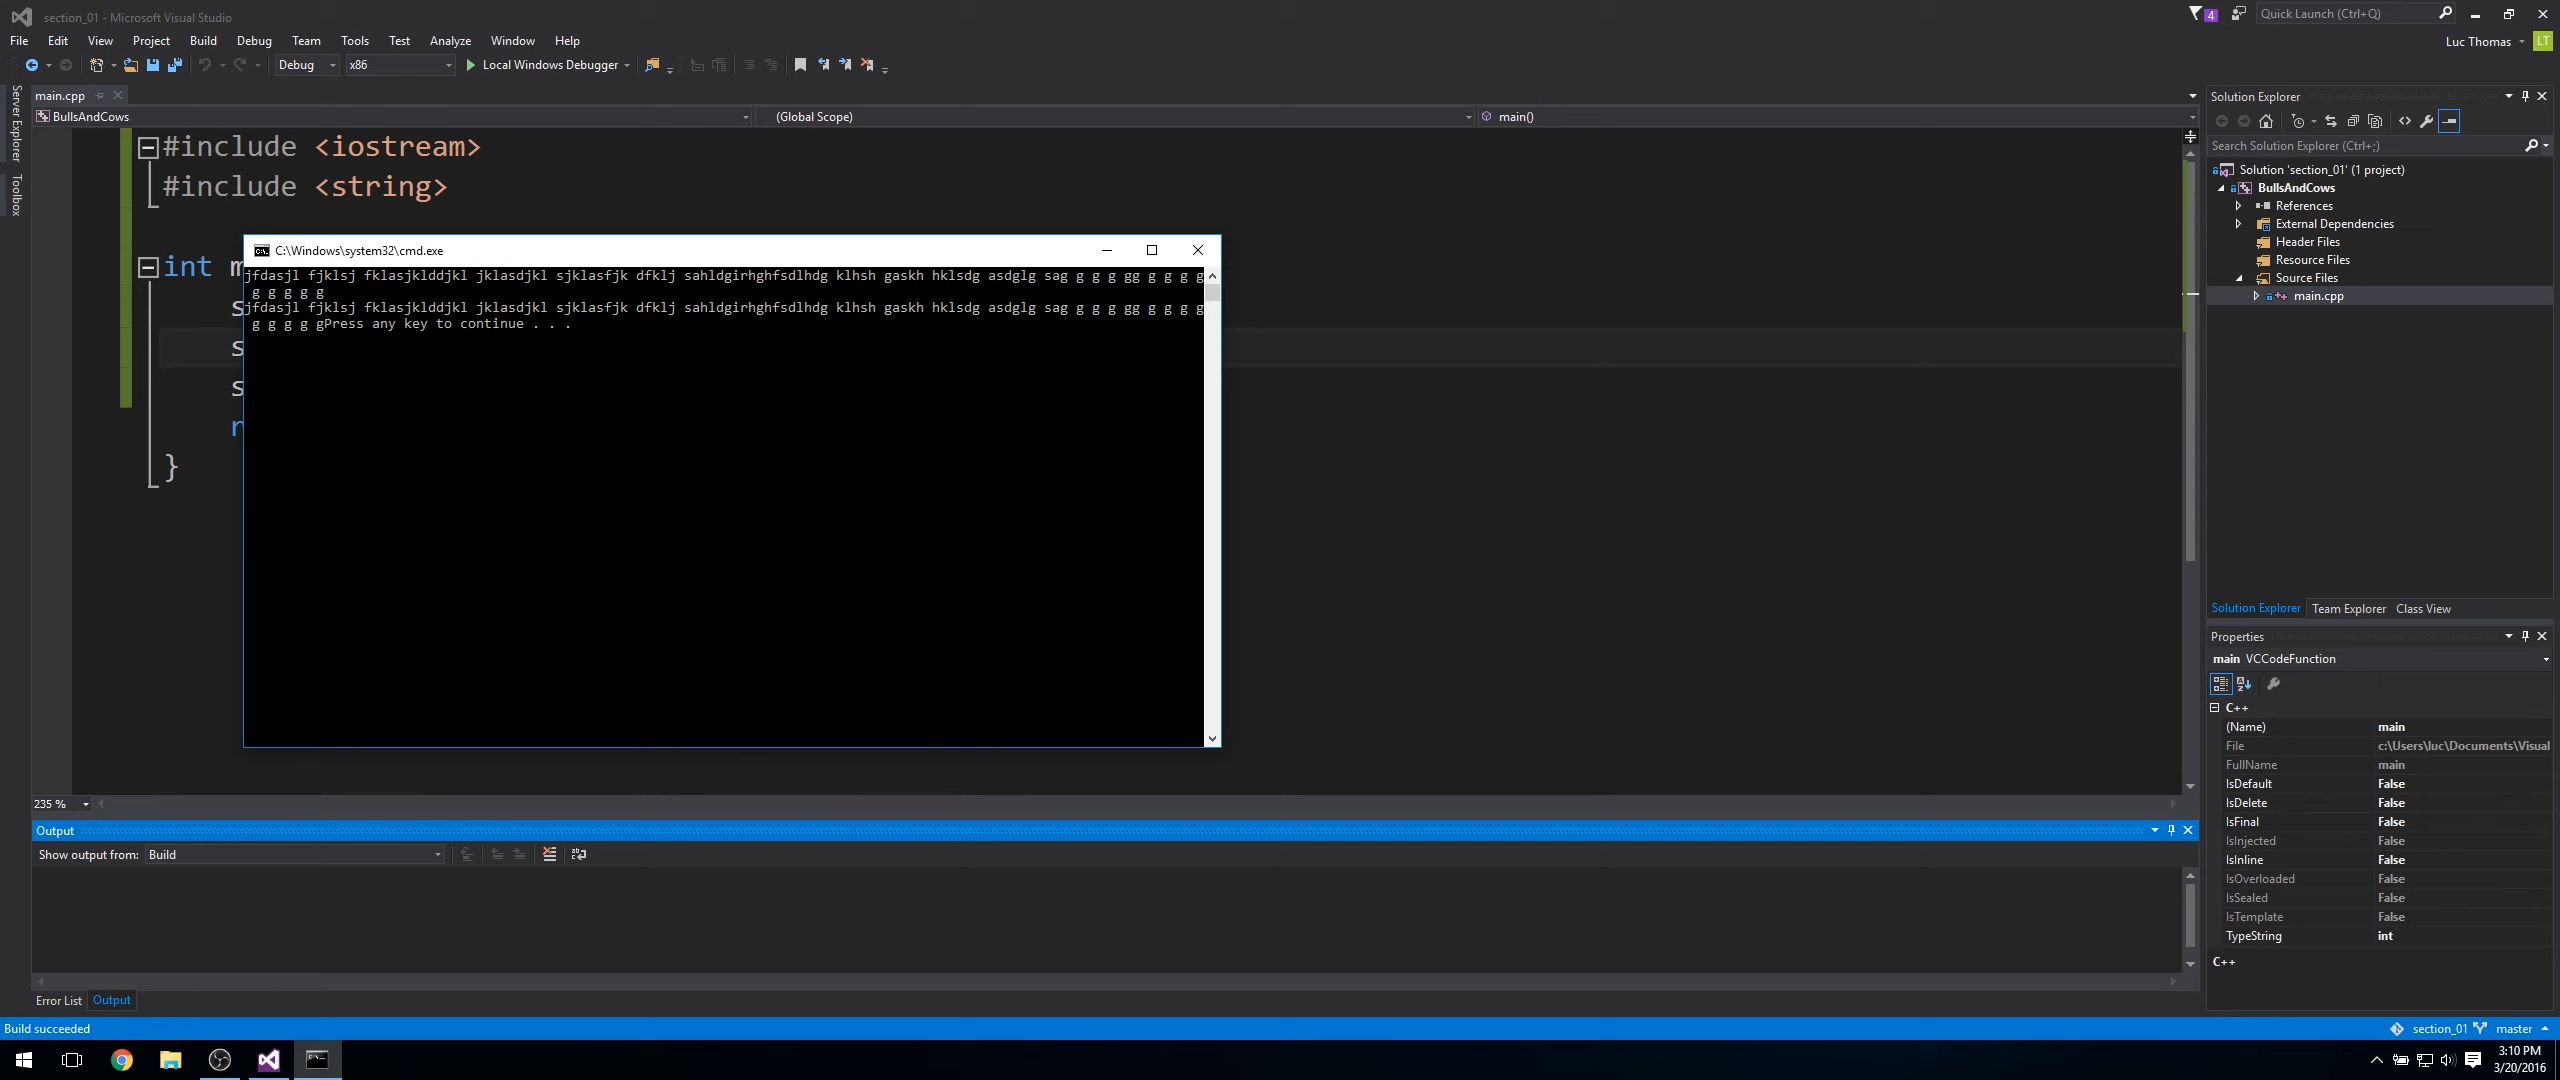 section_01 - Microsoft Visual Studio
4
Quick Launch (Ctrl+Q)
File Edit View Project Build Debug Team Tools Test Analyze Window Help
Luc Thomas
LT
Debug x86 Local Windows Debugger
Server Explorer
Toolbox
main.cpp
BullsAndCows (Global Scope) main()
#include <iostream>
#include <string>
int m
s
s
s
r
}
C:\Windows\system32\cmd.exe
jfdasjl fjklsj fklasjklddjkl jklasdjkl sjklasfjk dfklj sahldgirhghfsdlhdg klhsh gaskh hklsdg asdglg sag g g g gg g g g g
g g g g g
jfdasjl fjklsj fklasjklddjkl jklasdjkl sjklasfjk dfklj sahldgirhghfsdlhdg klhsh gaskh hklsdg asdglg sag g g g gg g g g g
g g g g gPress any key to continue . . .
235 %
Output
Show output from: Build
Error List Output
Solution Explorer
Search Solution Explorer (Ctrl+;)
Solution 'section_01' (1 project)
BullsAndCows
References
External Dependencies
Header Files
Resource Files
Source Files
main.cpp
Solution Explorer Team Explorer Class View
Properties
main VCCodeFunction
C++
(Name) main
File c:\Users\luc\Documents\Visual
FullName main
IsDefault False
IsDelete False
IsFinal False
IsInjected False
IsInline False
IsOverloaded False
IsSealed False
IsTemplate False
TypeString int
C++
Build succeeded
section_01 master
3:10 PM
3/20/2016